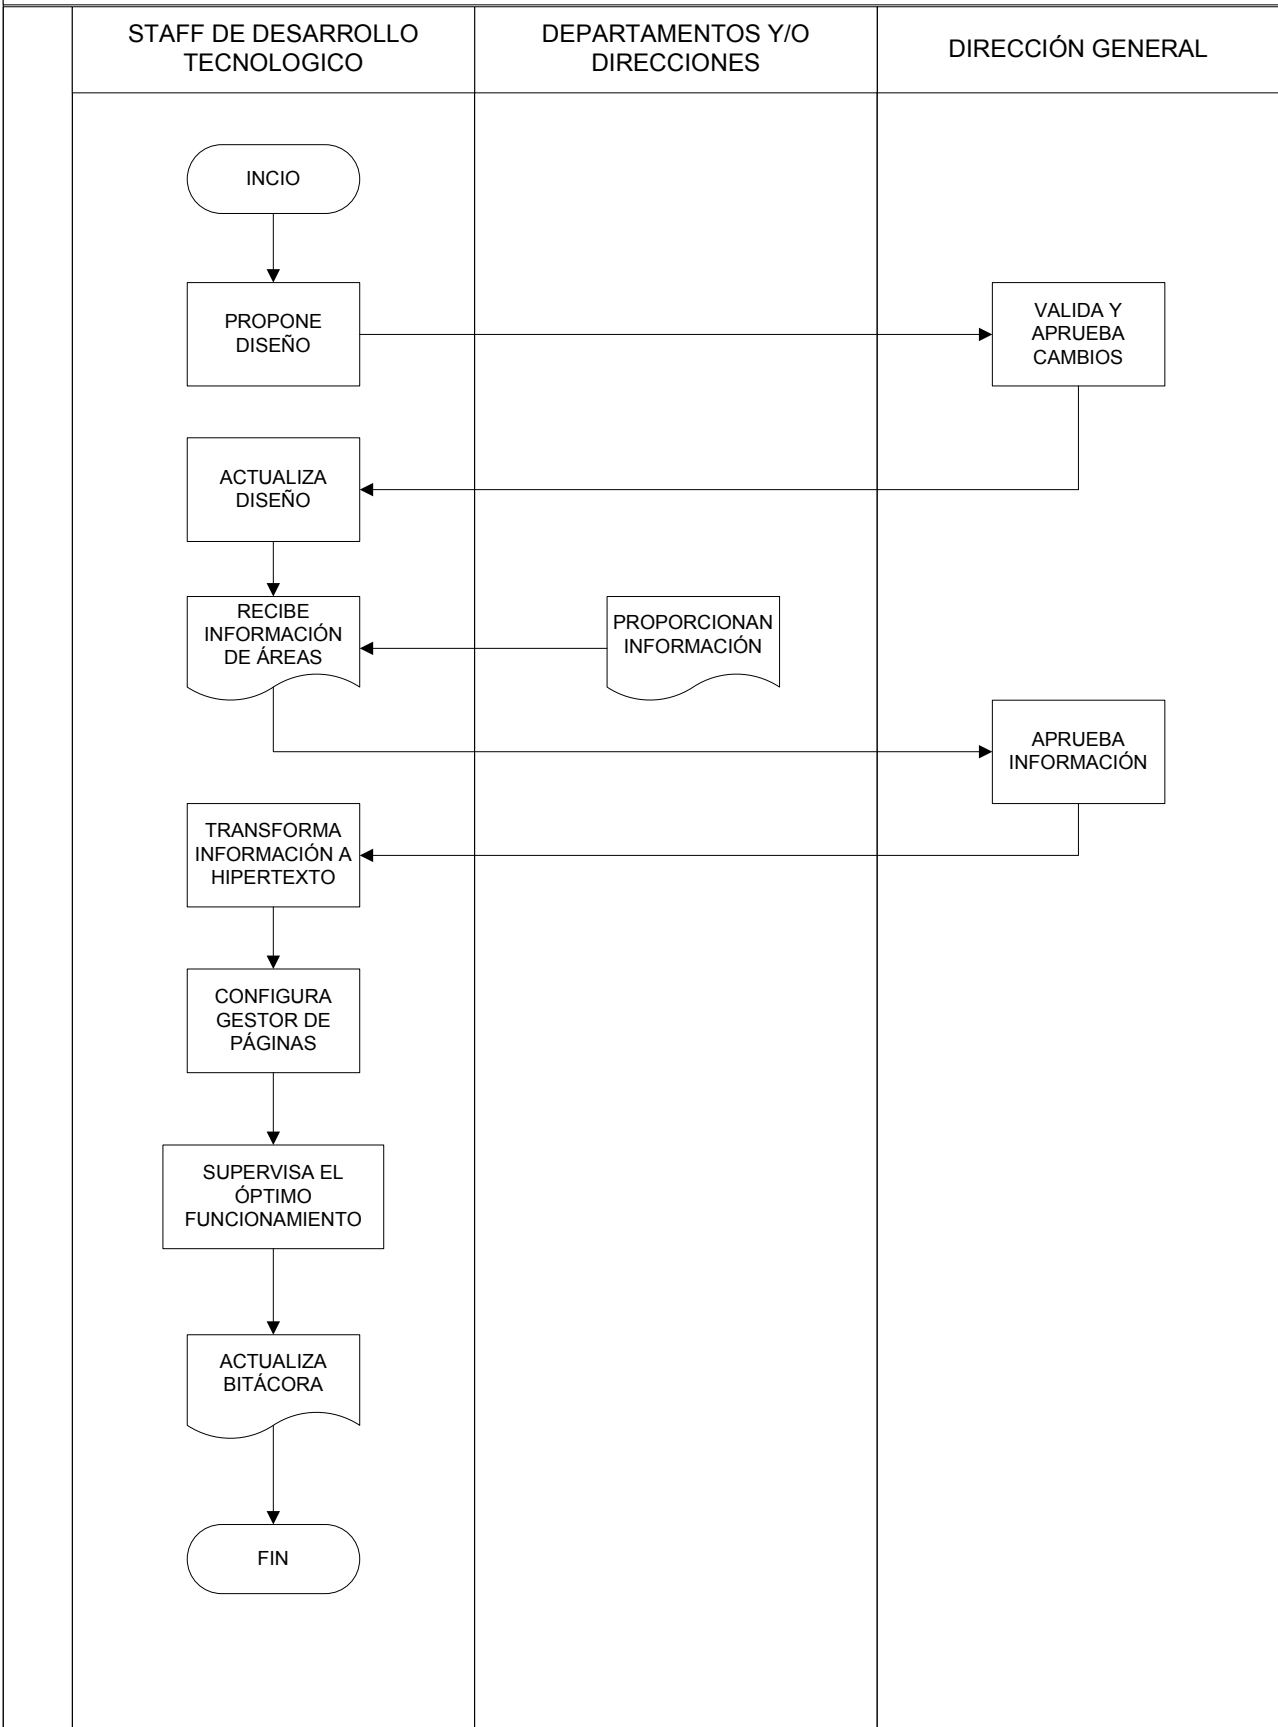 STAFF DE DESARROLLO
TECNOLOGICO
DEPARTAMENTOS Y/O
DIRECCIONES
DIRECCIÓN GENERAL
INCIO
PROPONE
DISEÑO
VALIDA Y
APRUEBA
CAMBIOS
ACTUALIZA
DISEÑO
RECIBE
INFORMACIÓN
DE ÁREAS
PROPORCIONAN
INFORMACIÓN
APRUEBA
INFORMACIÓN
TRANSFORMA
INFORMACIÓN A
HIPERTEXTO
CONFIGURA
GESTOR DE
PÁGINAS
SUPERVISA EL
ÓPTIMO
FUNCIONAMIENTO
ACTUALIZA
BITÁCORA
FIN